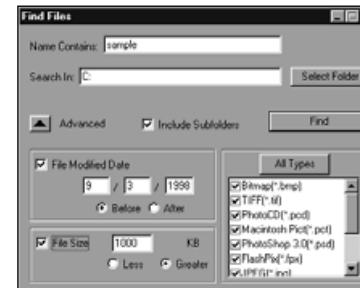 Find Files
Name Contains: sample
Search In: C: Select Folder
Advanced Include Subfolders Find
File Modified Date
9 / 3 / 1998
Before After
File Size 1000 KB
Less Greater
All Types
Bitmap(*.bmp)
TIFF(*.tif)
PhotoCD(*.pcd)
Macintosh Pict(*.pct)
PhotoShop 3.0(*.psd)
FlashPix(*.fpx)
JPEG(*.jpg)